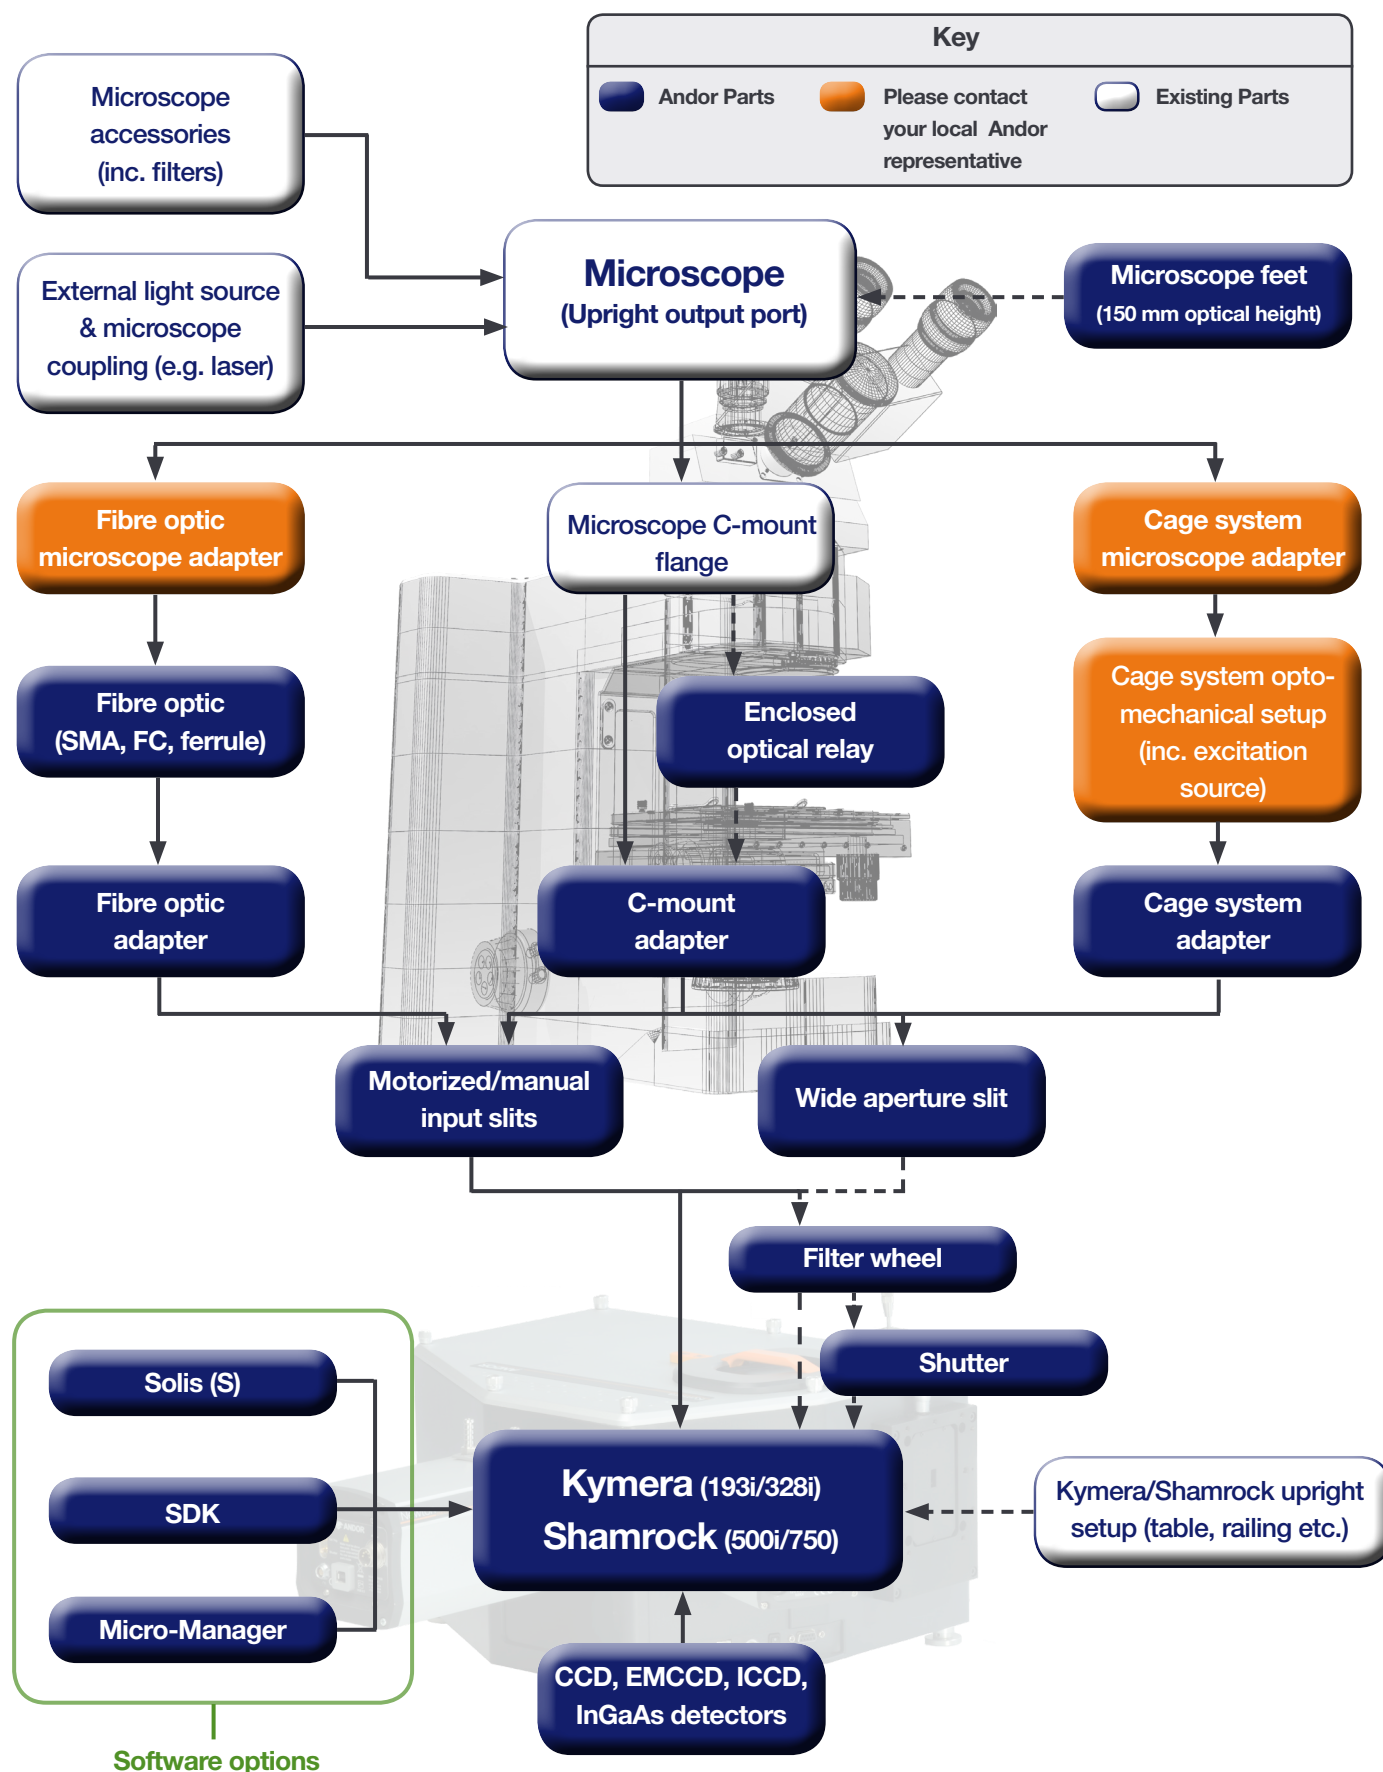 Key
Andor Parts
Please contact
your local Andor
representative
Existing Parts
Microscope
accessories
(inc. filters)
External light source
& microscope
coupling (e.g. laser)
Microscope
(Upright output port)
Microscope feet
(150 mm optical height)
Fibre optic
microscope adapter
Microscope C-mount
flange
Cage system
microscope adapter
Fibre optic
(SMA, FC, ferrule)
Enclosed
optical relay
Cage system opto-
mechanical setup
(inc. excitation
source)
Fibre optic
adapter
C-mount
adapter
Cage system
adapter
Motorized/manual
input slits
Wide aperture slit
Filter wheel
Shutter
Solis (S)
SDK
Micro-Manager
Kymera (193i/328i)
Shamrock (500i/750)
Kymera/Shamrock upright
setup (table, railing etc.)
CCD, EMCCD, ICCD,
InGaAs detectors
Software options